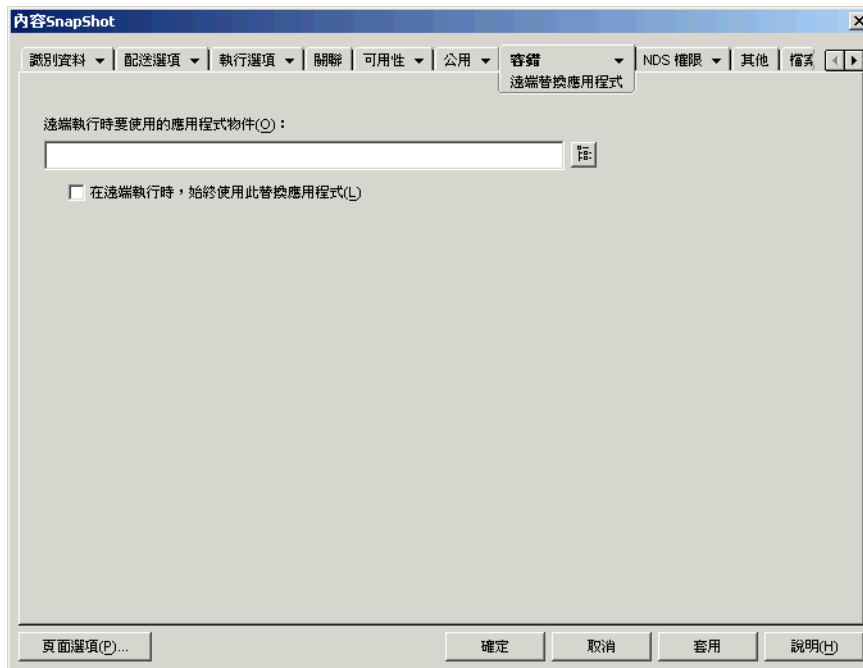 內容SnapShot
識別資料 配送選項 執行選項 關聯 可用性 公用 容錯 NDS 權限 其他 檔案
遠端替換應用程式
遠端執行時要使用的應用程式物件(O)：
在遠端執行時，始終使用此替換應用程式(L)
頁面選項(P)... 確定 取消 套用 說明(H)